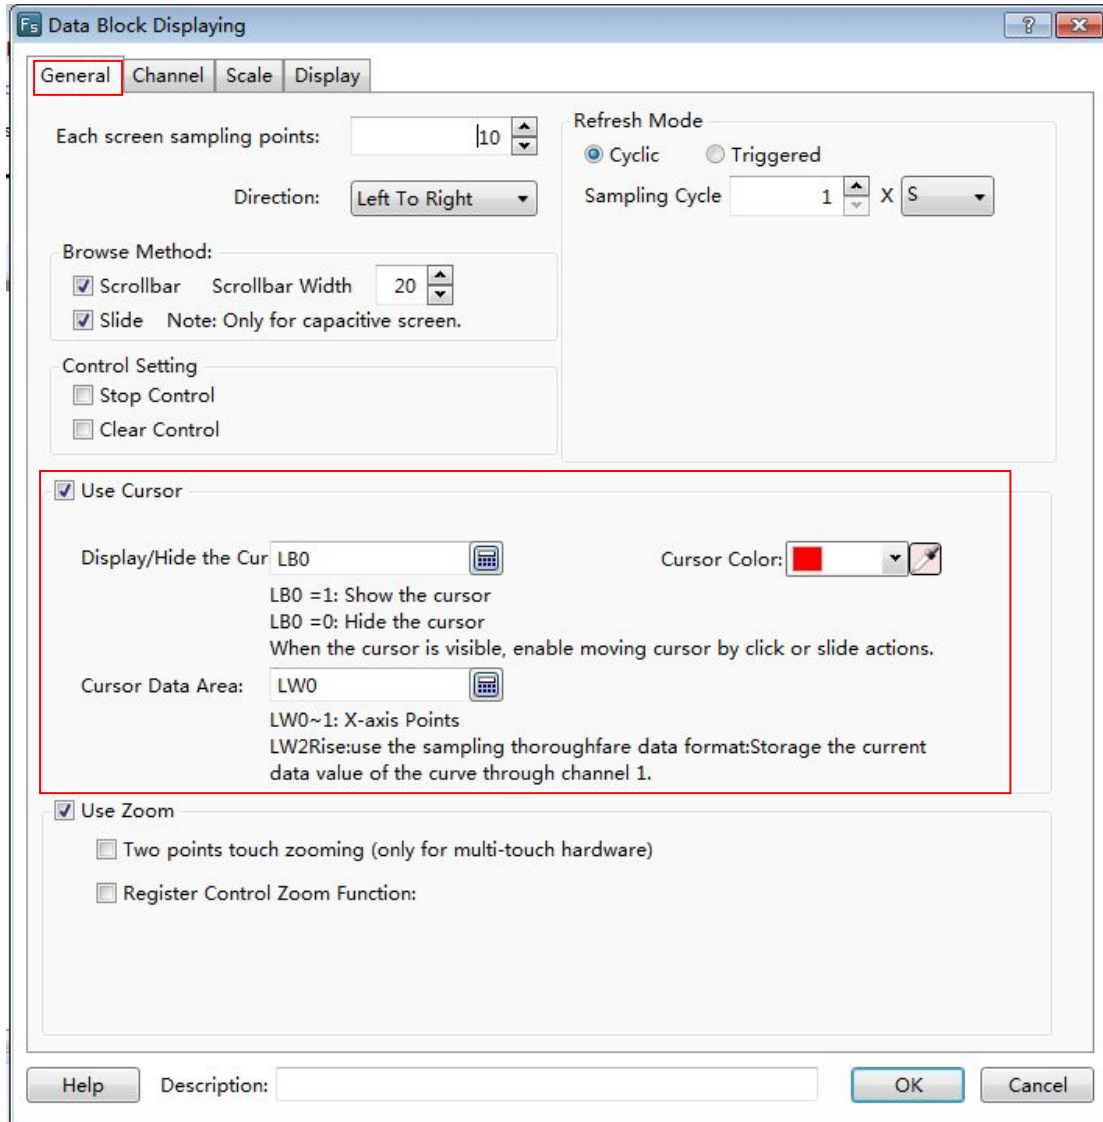 Fs Data Block Displaying
General Channel Scale Display
Each screen sampling points: 10
Direction: Left To Right
Refresh Mode
Cyclic Triggered
Sampling Cycle 1 X S
Browse Method:
Scrollbar Scrollbar Width 20
Slide Note: Only for capacitive screen.
Control Setting
Stop Control
Clear Control
Use Cursor
Display/Hide the Cur LB0 Cursor Color:
LB0 =1: Show the cursor
LB0 =0: Hide the cursor
When the cursor is visible, enable moving cursor by click or slide actions.
Cursor Data Area: LW0
LW0~1: X-axis Points
LW2Rise:use the sampling thoroughfare data format:Storage the current
data value of the curve through channel 1.
Use Zoom
Two points touch zooming (only for multi-touch hardware)
Register Control Zoom Function:
Help Description: OK Cancel